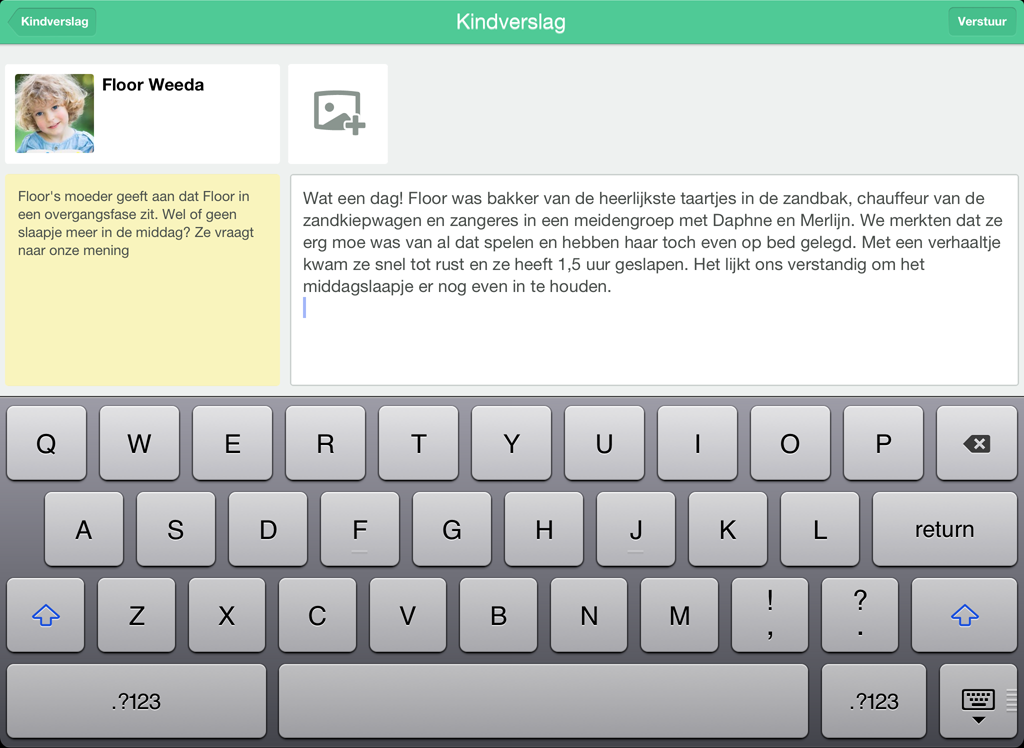 Kindverslag
Kindverslag
Verstuur
Floor Weeda
Floor's moeder geeft aan dat Floor in
een overgangsfase zit. Wel of geen
slaapje meer in de middag? Ze vraagt
naar onze mening
Wat een dag! Floor was bakker van de heerlijkste taartjes in de zandbak, chauffeur van de
zandkiepwagen en zangeres in een meidengroep met Daphne en Merlijn. We merkten dat ze
erg moe was van al dat spelen en hebben haar toch even op bed gelegd. Met een verhaaltje
kwam ze snel tot rust en ze heeft 1,5 uur geslapen. Het lijkt ons verstandig om het
middagslaapje er nog even in te houden.
Q W E R T Y U I O P
A S D F G H J K L return
Z X C V B N M ! , ? .
.?123 .?123